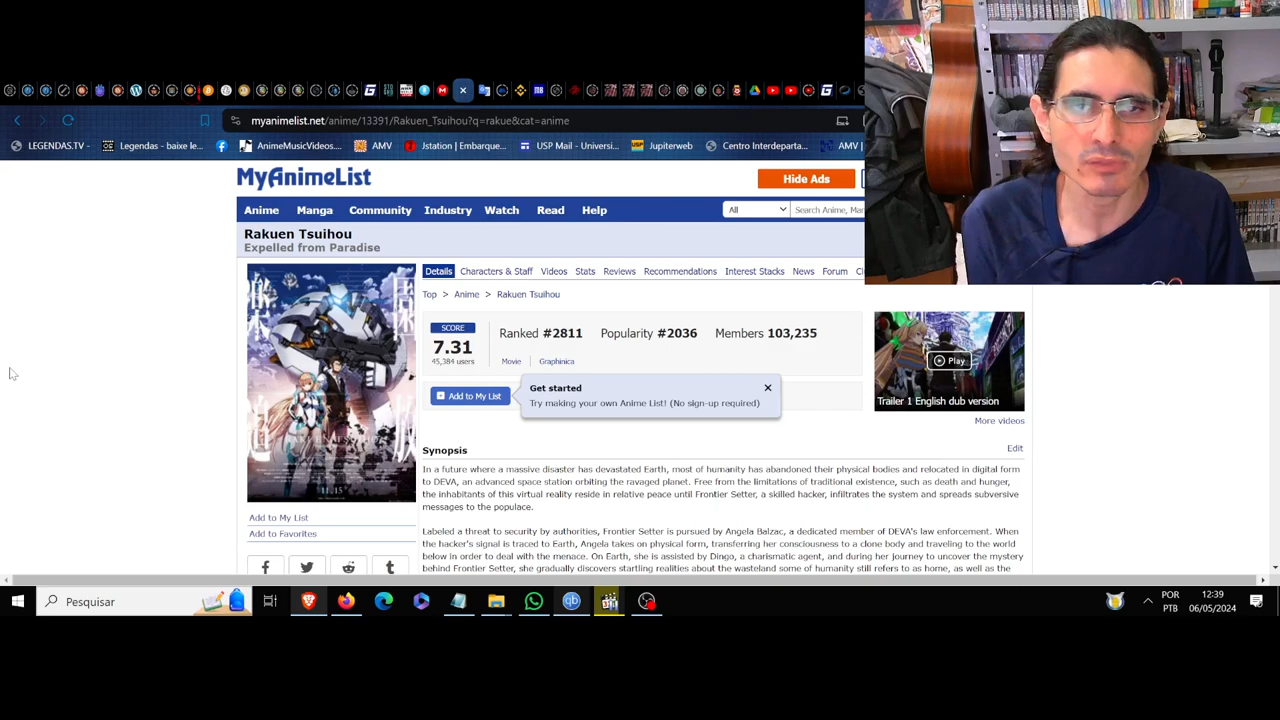 myanimelist.net/anime/13391/Rakuen_Tsuihou?q=rakue&cat=anime
LEGENDAS.TV - Legendas - baixe le... AnimeMusicVideos.... AMV Jstation | Embarque... USP Mail - Universi... Jupiterweb Centro Interdeparta... AMV |
MyAnimeList
Hide Ads
Anime Manga Community Industry Watch Read Help
All Search Anime, Man
Rakuen Tsuihou
Expelled from Paradise
Details Characters & Staff Videos Stats Reviews Recommendations Interest Stacks News Forum Cl
Top > Anime > Rakuen Tsuihou
SCORE
7.31
45,384 users
Ranked #2811 Popularity #2036 Members 103,235
Movie Graphinica
Play
Trailer 1 English dub version
More videos
Add to My List
Get started
Try making your own Anime List! (No sign-up required)
Synopsis
Edit
In a future where a massive disaster has devastated Earth, most of humanity has abandoned their physical bodies and relocated in digital form
to DEVA, an advanced space station orbiting the ravaged planet. Free from the limitations of traditional existence, such as death and hunger,
the inhabitants of this virtual reality reside in relative peace until Frontier Setter, a skilled hacker, infiltrates the system and spreads subversive
messages to the populace.
Labeled a threat to security by authorities, Frontier Setter is pursued by Angela Balzac, a dedicated member of DEVA's law enforcement. When
the hacker's signal is traced to Earth, Angela takes on physical form, transferring her consciousness to a clone body and traveling to the world
below in order to deal with the menace. On Earth, she is assisted by Dingo, a charismatic agent, and during her journey to uncover the mystery
behind Frontier Setter, she gradually discovers startling realities about the wasteland some of humanity still refers to as home, as well as the
RAKUEN TSUIHOU
11.15
Add to My List
Add to Favorites
Pesquisar
POR
PTB
12:39
06/05/2024